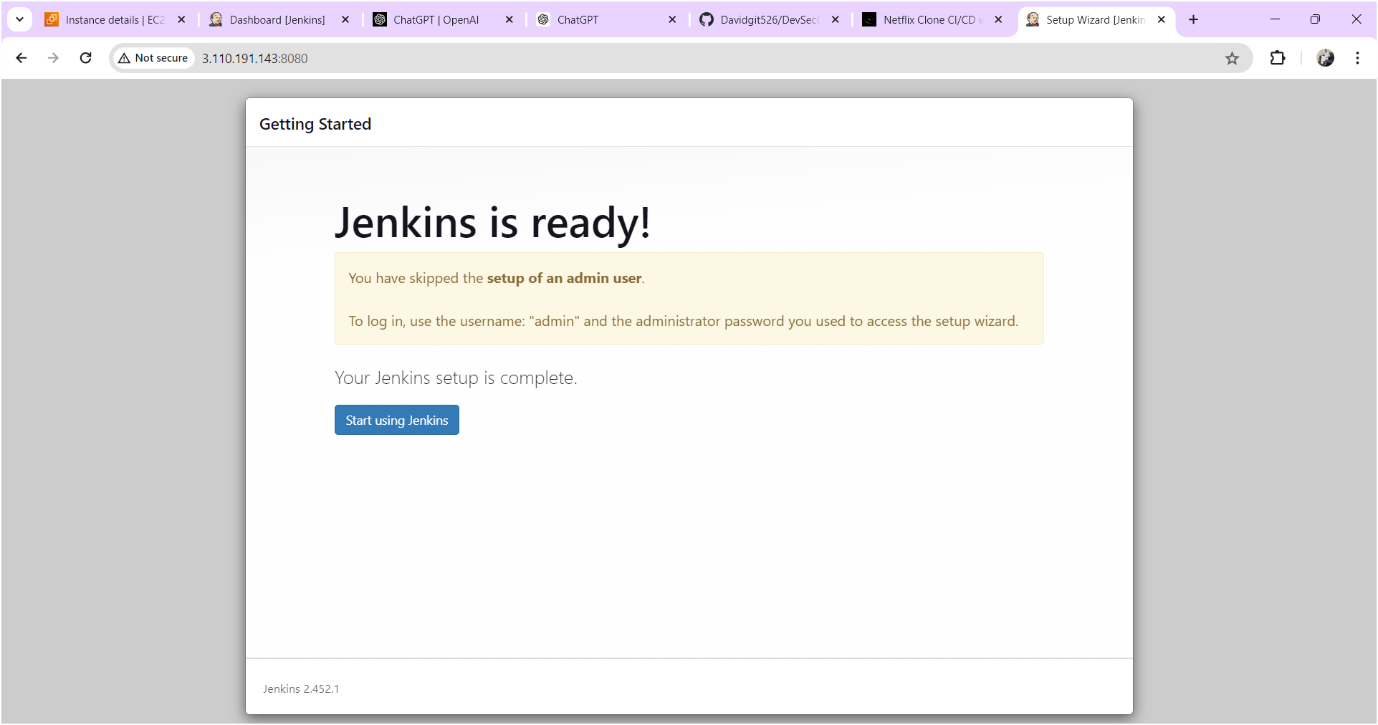 Instance details | EC2
Dashboard [Jenkins]
ChatGPT | OpenAI
ChatGPT
Davidgit526/DevSec
Netflix Clone CI/CD
Setup Wizard [Jenkin
Not secure
3.110.191.143:8080
Getting Started
Jenkins is ready!
You have skipped the setup of an admin user.
To log in, use the username: "admin" and the administrator password you used to access the setup wizard.
Your Jenkins setup is complete.
Start using Jenkins
Jenkins 2.452.1